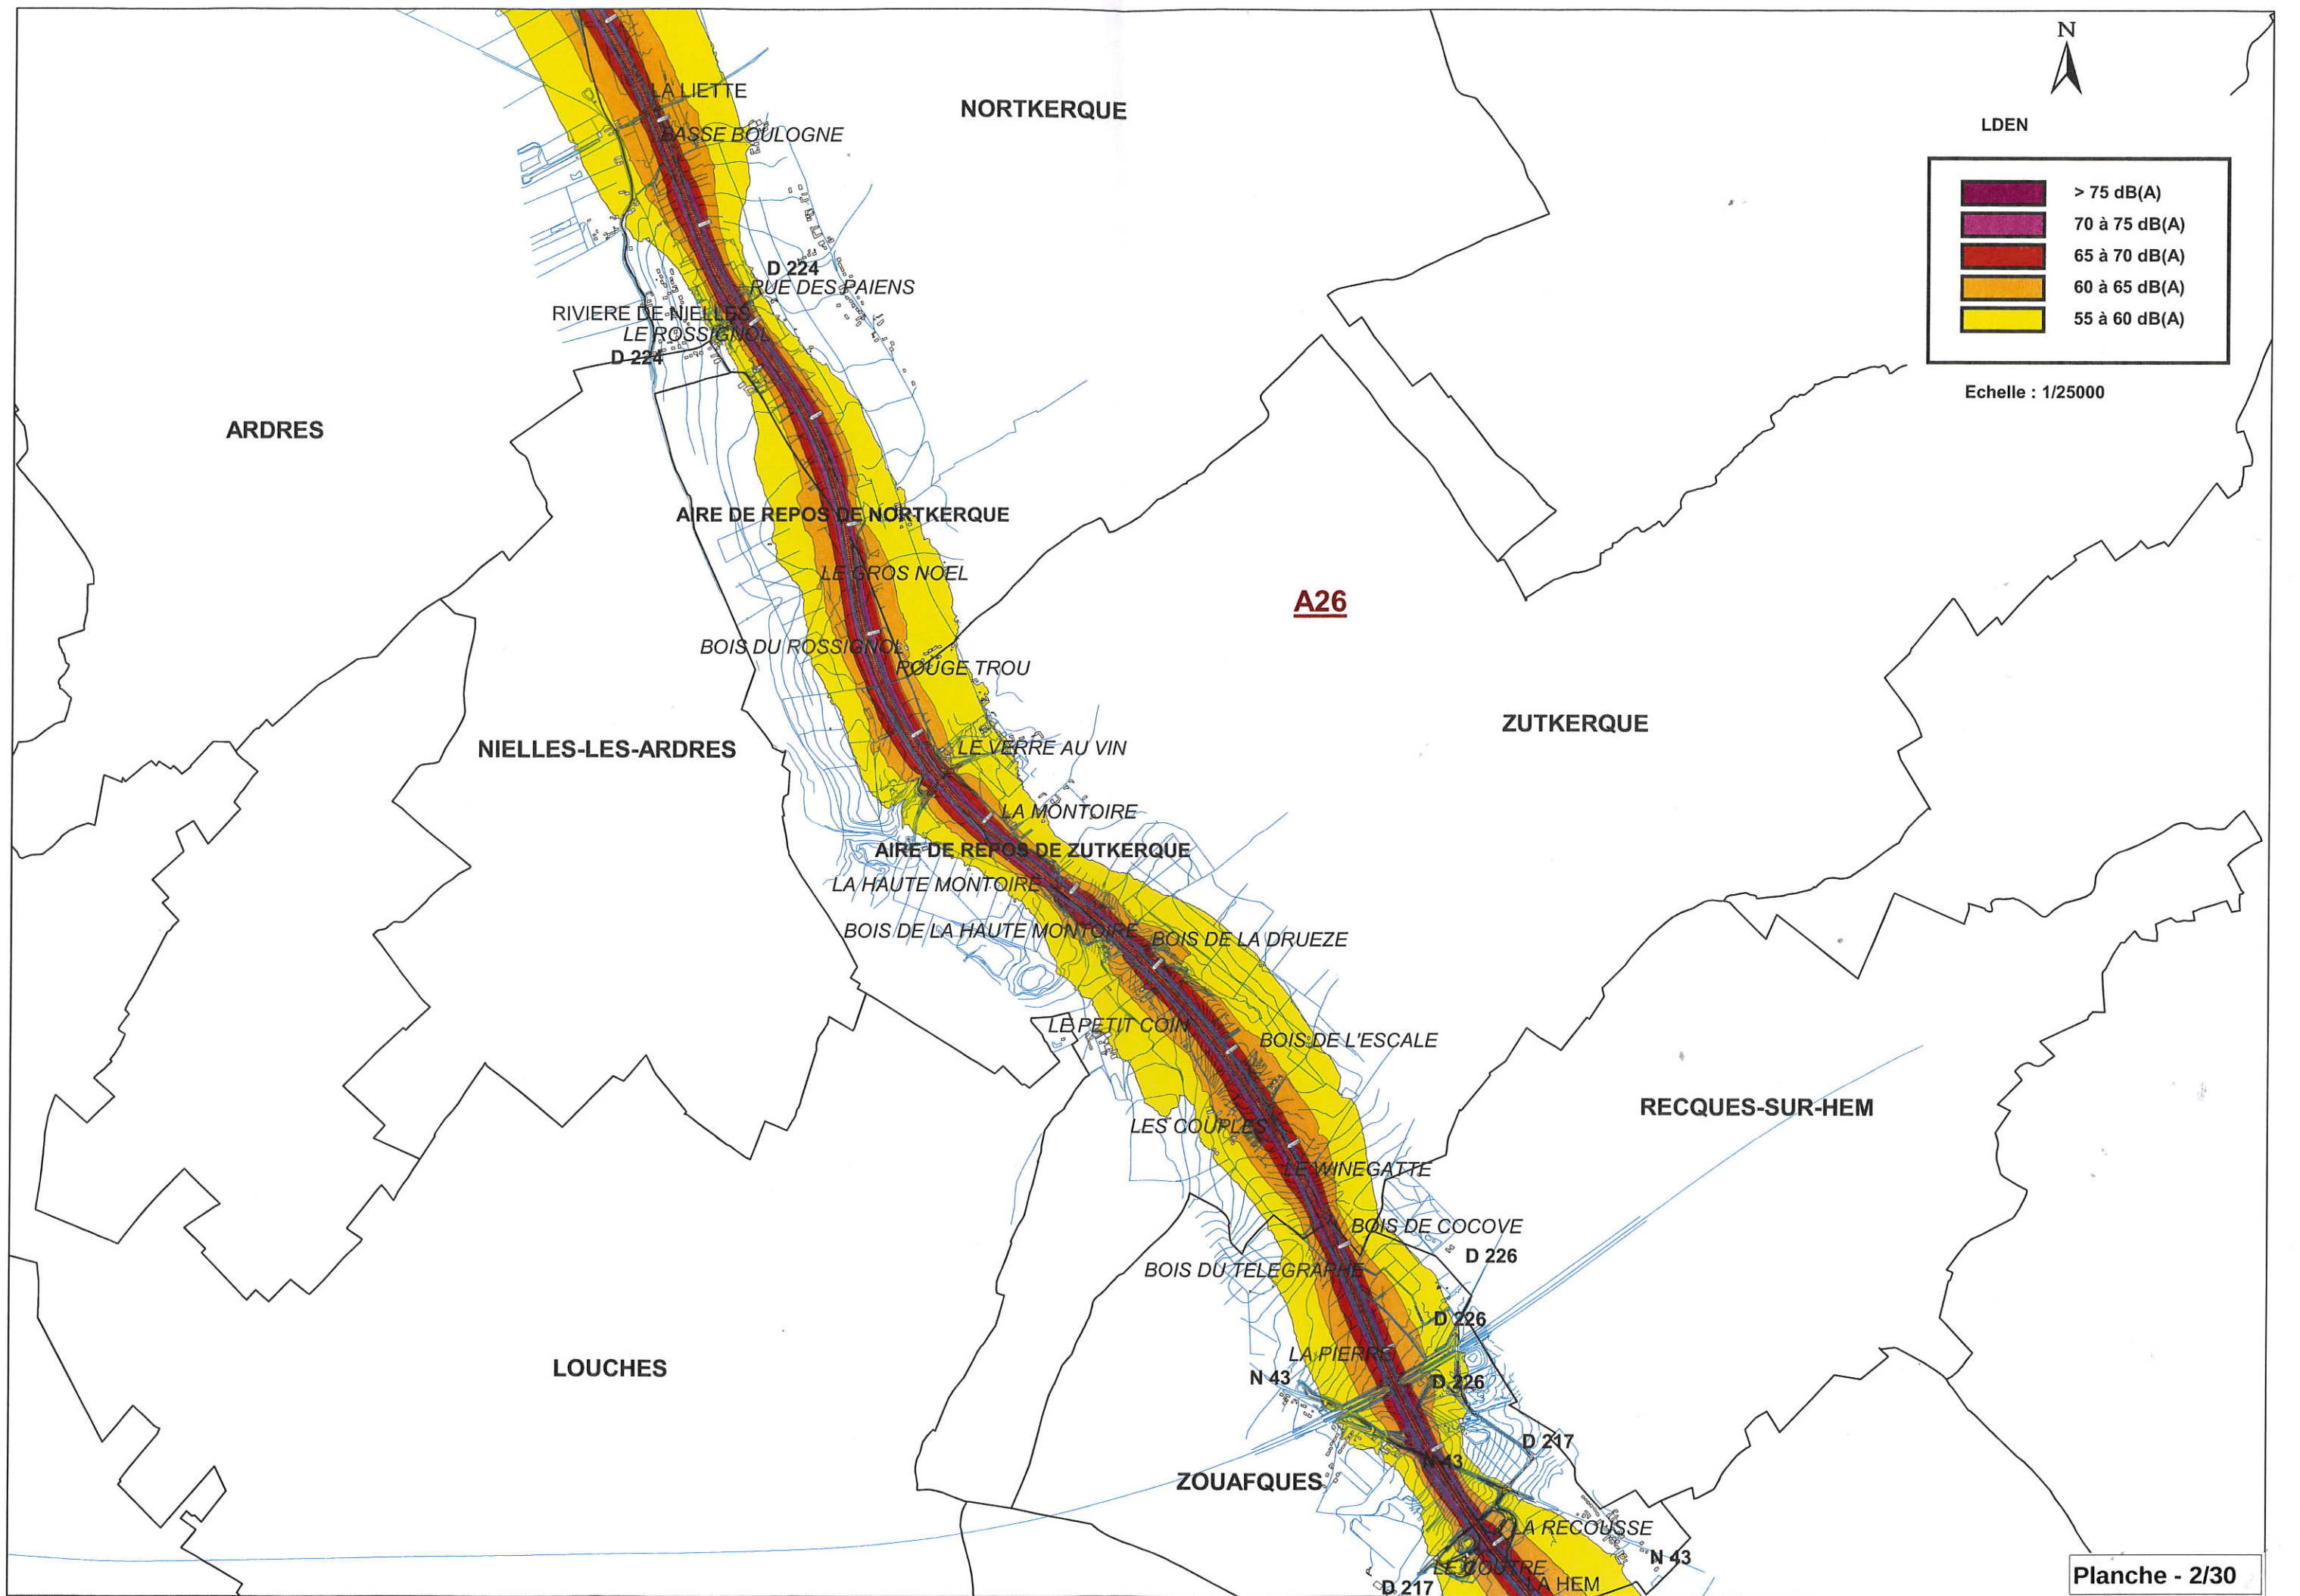 N
LA LIETTE
NORTKERQUE
LDEN
BASSE BOULOGNE
> 75 dB(A)
70 à 75 dB(A)
65 à 70 dB(A)
60 à 65 dB(A)
55 à 60 dB(A)
D 224
RUE DES PAIENS
RIVIERE DE NIELLES
LE ROSSIGNOL
D 224
Echelle : 1/25000
ARDRES
AIRE DE REPOS DE NORTKERQUE
LE GROS NOEL
A26
BOIS DU ROSSIGNOL
ROUGE TROU
ZUTKERQUE
NIELLES-LES-ARDRES
LE VERRE AU VIN
LA MONTOIRE
AIRE DE REPOS DE ZUTKERQUE
LA HAUTE MONTOIRE
BOIS DE LA HAUTE MONTOIRE
BOIS DE LA DRUEZE
LE PETIT COIN
BOIS DE L'ESCALE
RECQUES-SUR-HEM
LES COUPLES
LE WINEGATTE
BOIS DE COCOVE
D 226
BOIS DU TELEGRAPHE
D 226
LA PIERRE
LOUCHES
N 43
D 226
D 217
N 43
ZOUAFQUES
LA RECOUSSE
N 43
LE COUTRE
LA HEM
D 217
Planche - 2/30